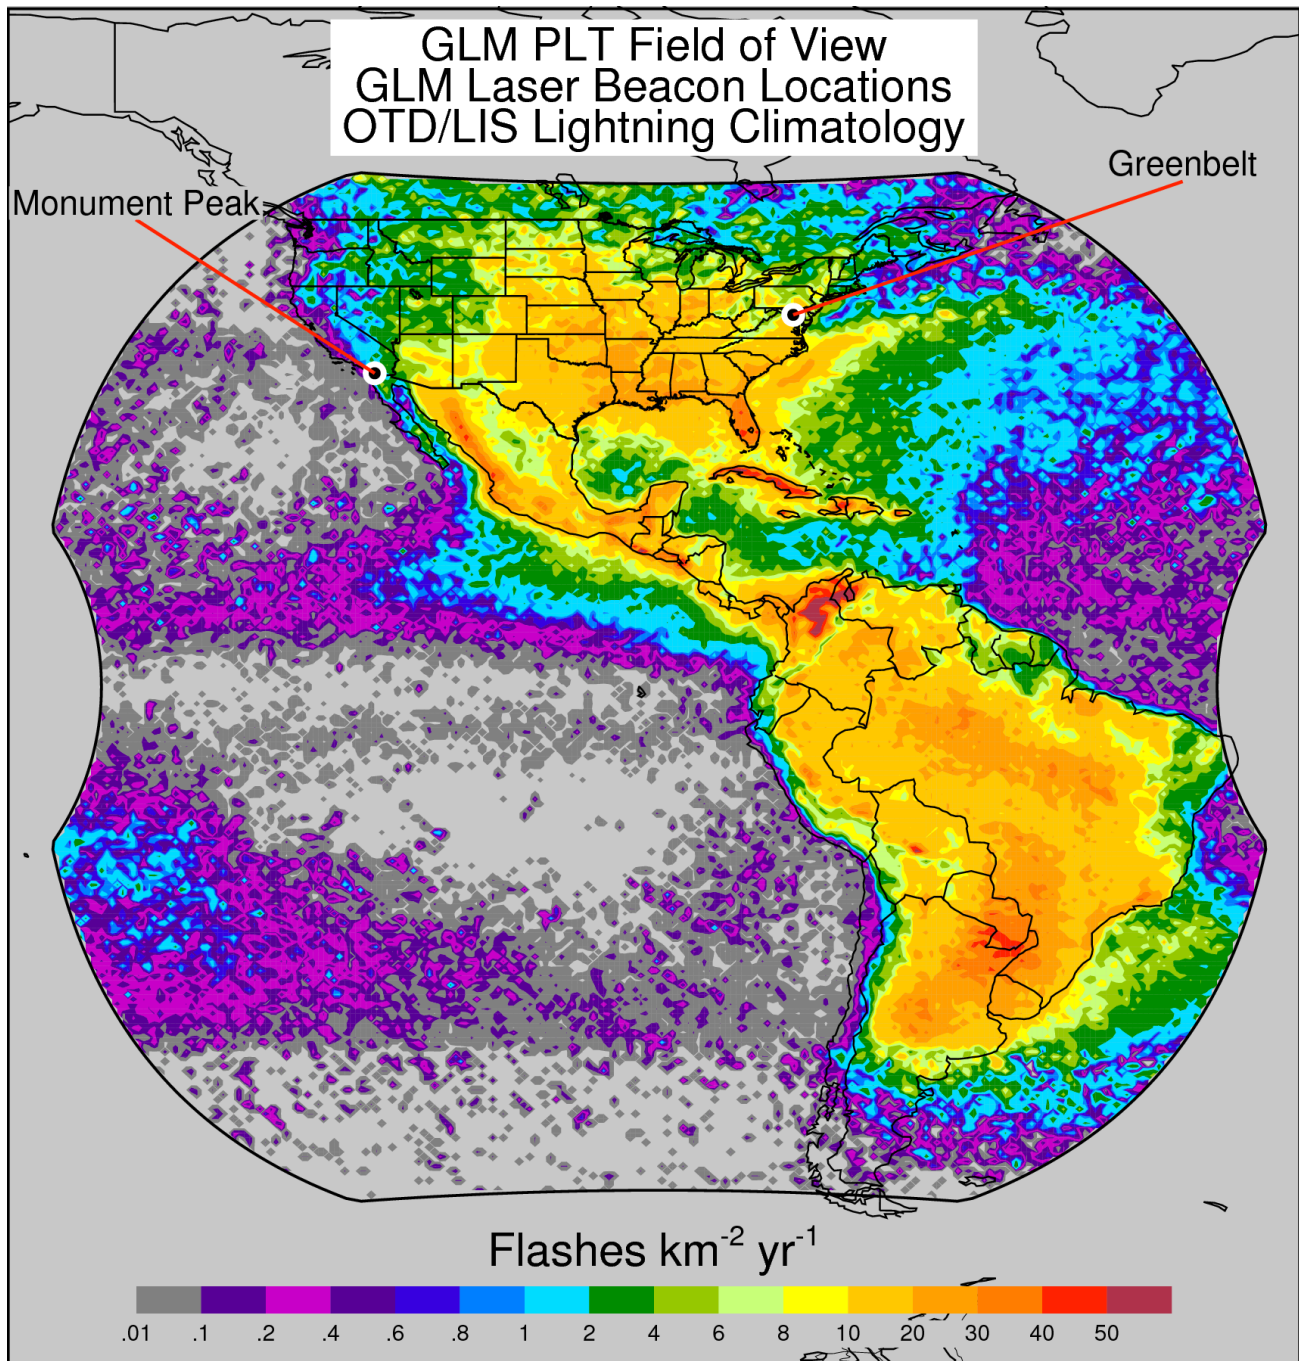 GLM PLT Field of View
GLM Laser Beacon Locations
OTD/LIS Lightning Climatology
Greenbelt
Monument Peak
Flashes km-2 yr-1
.01 .1 .2 .4 .6 .8 1 2 4 6 8 10 20 30 40 50